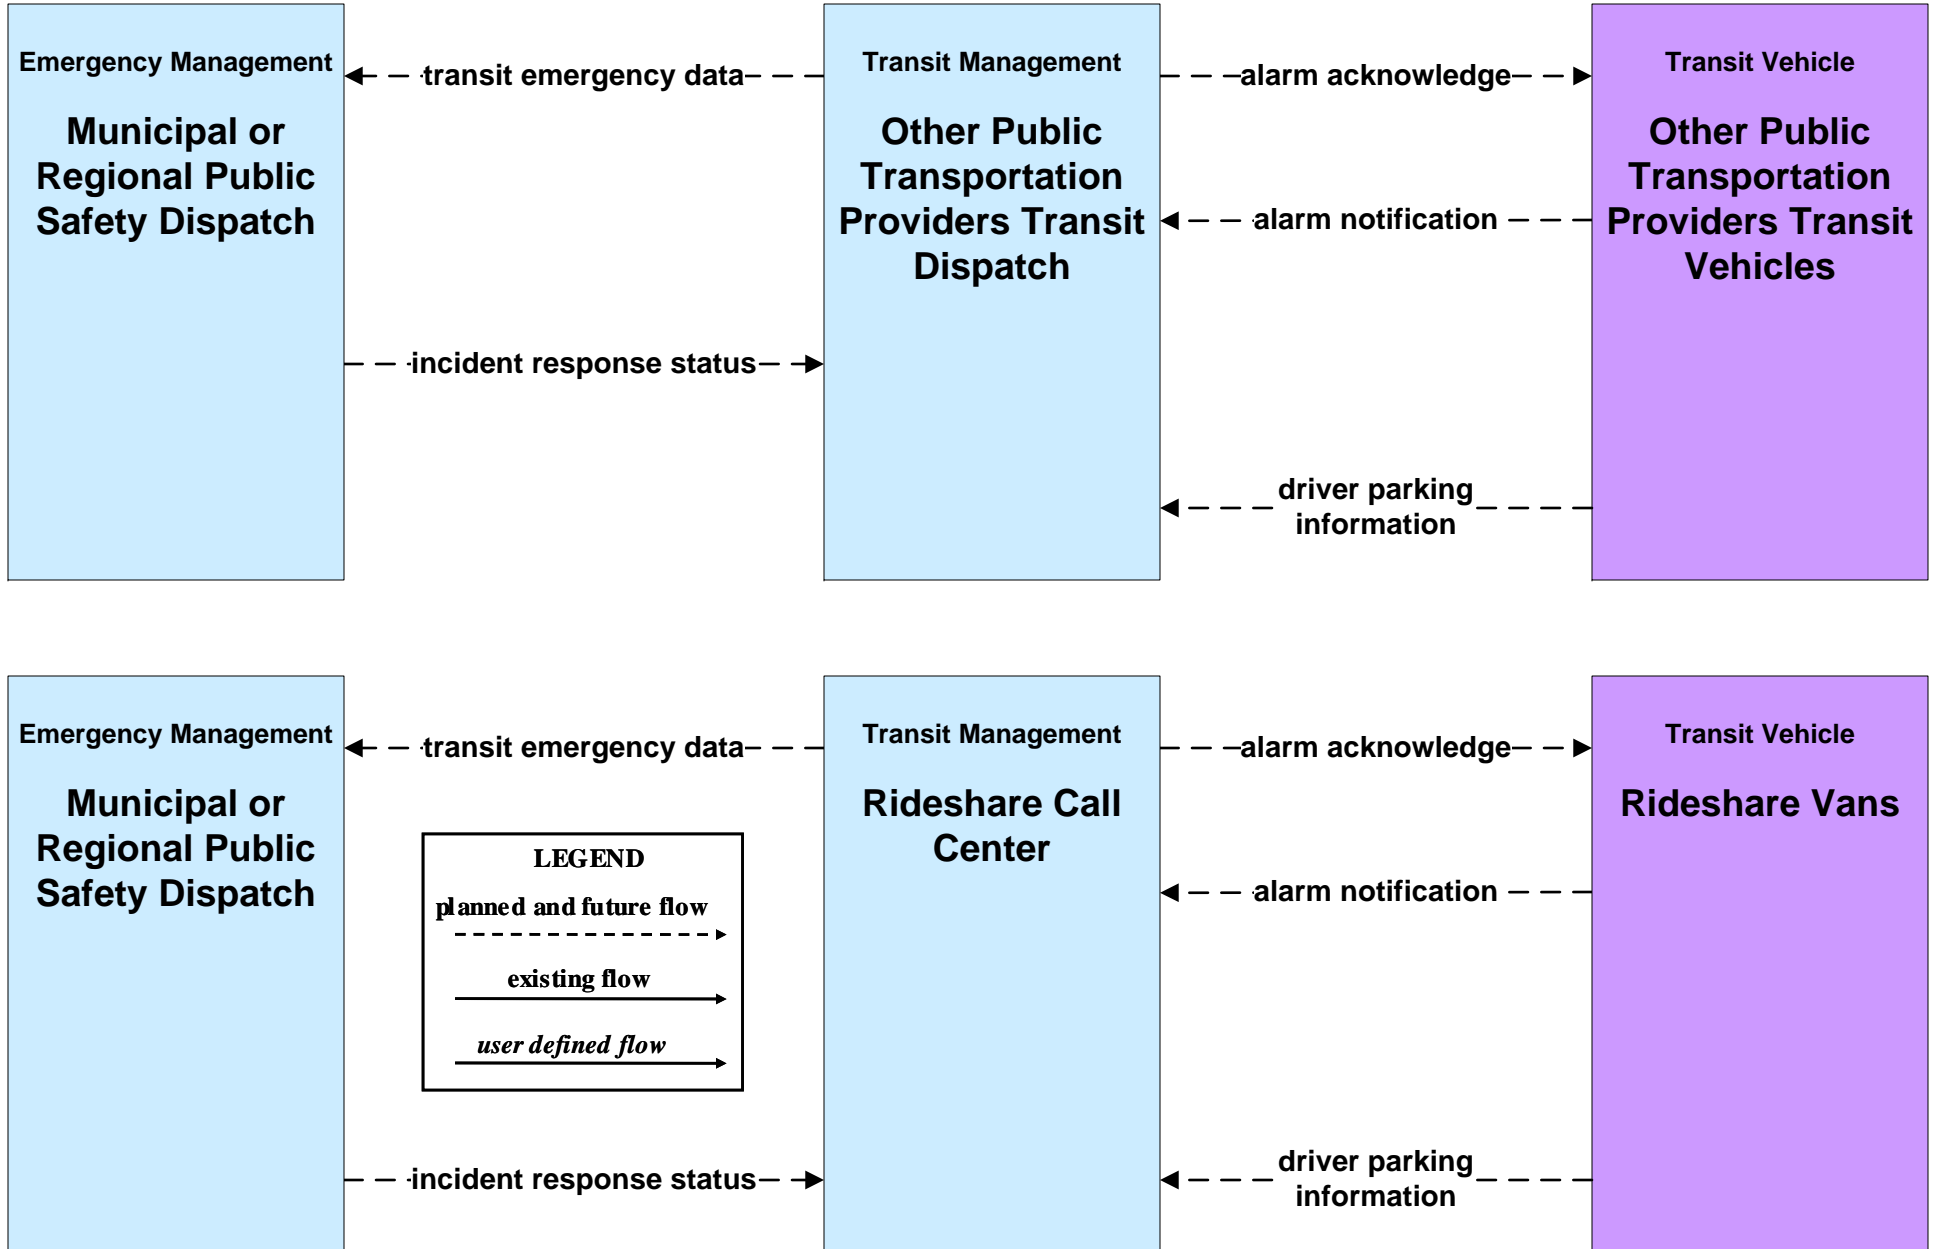 Emergency Management
Municipal or
Regional Public
Safety Dispatch
transit emergency data
incident response status
Transit Management
Other Public
Transportation
Providers Transit
Dispatch
alarm acknowledge
alarm notification
driver parking
information
Transit Vehicle
Other Public
Transportation
Providers Transit
Vehicles
Emergency Management
Municipal or
Regional Public
Safety Dispatch
transit emergency data
LEGEND
planned and future flow
existing flow
user defined flow
incident response status
Transit Management
Rideshare Call
Center
alarm acknowledge
alarm notification
driver parking
information
Transit Vehicle
Rideshare Vans